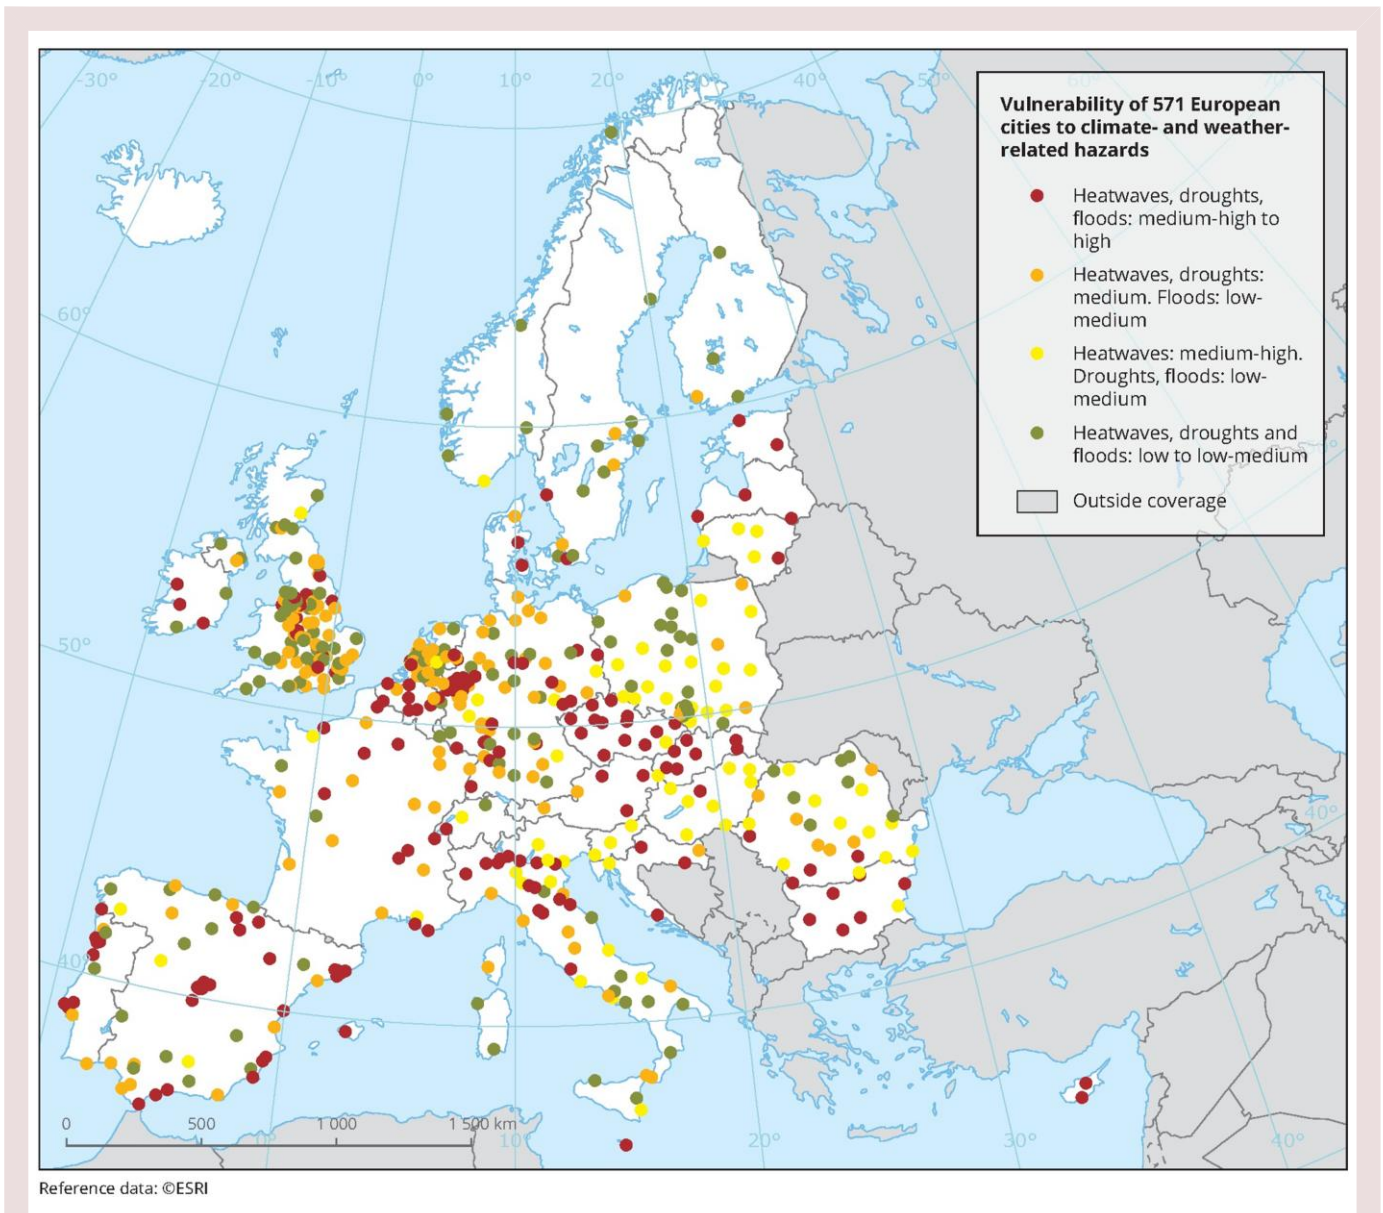 -30°
-20°
-10°
0°
10°
20°
30°
40°
50°
60°
70°
Vulnerability of 571 European
cities to climate- and weather-
related hazards
Heatwaves, droughts,
floods: medium-high to
high
Heatwaves, droughts:
medium. Floods: low-
medium
Heatwaves: medium-high.
Droughts, floods: low-
medium
Heatwaves, droughts and
floods: low to low-medium
Outside coverage
60°
50°
40°
40°
0
500
1 000
1 500 km
10°
20°
30°
40°
Reference data: ©ESRI